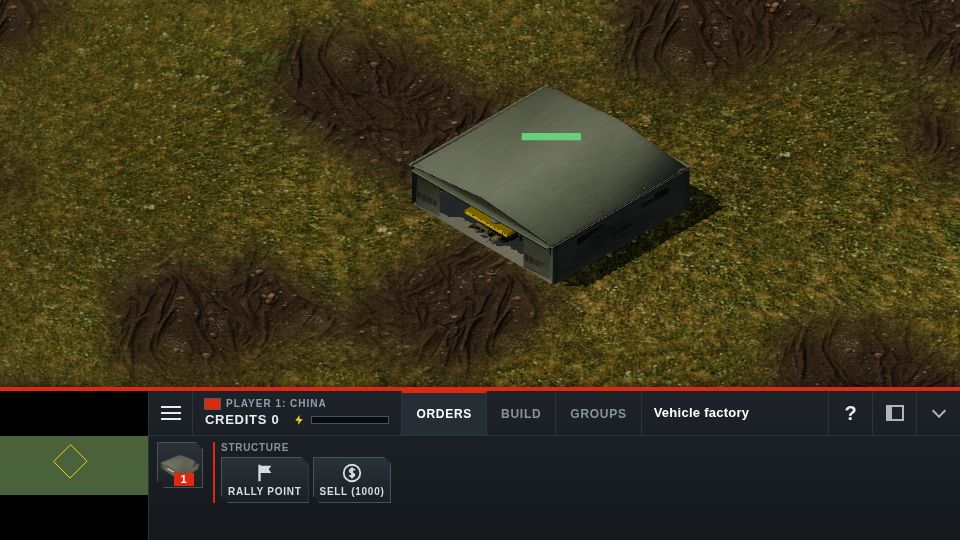 PLAYER 1: CHINA
CREDITS 0
ORDERS
BUILD
GROUPS
Vehicle factory
?
1
STRUCTURE
RALLY POINT
SELL (1000)